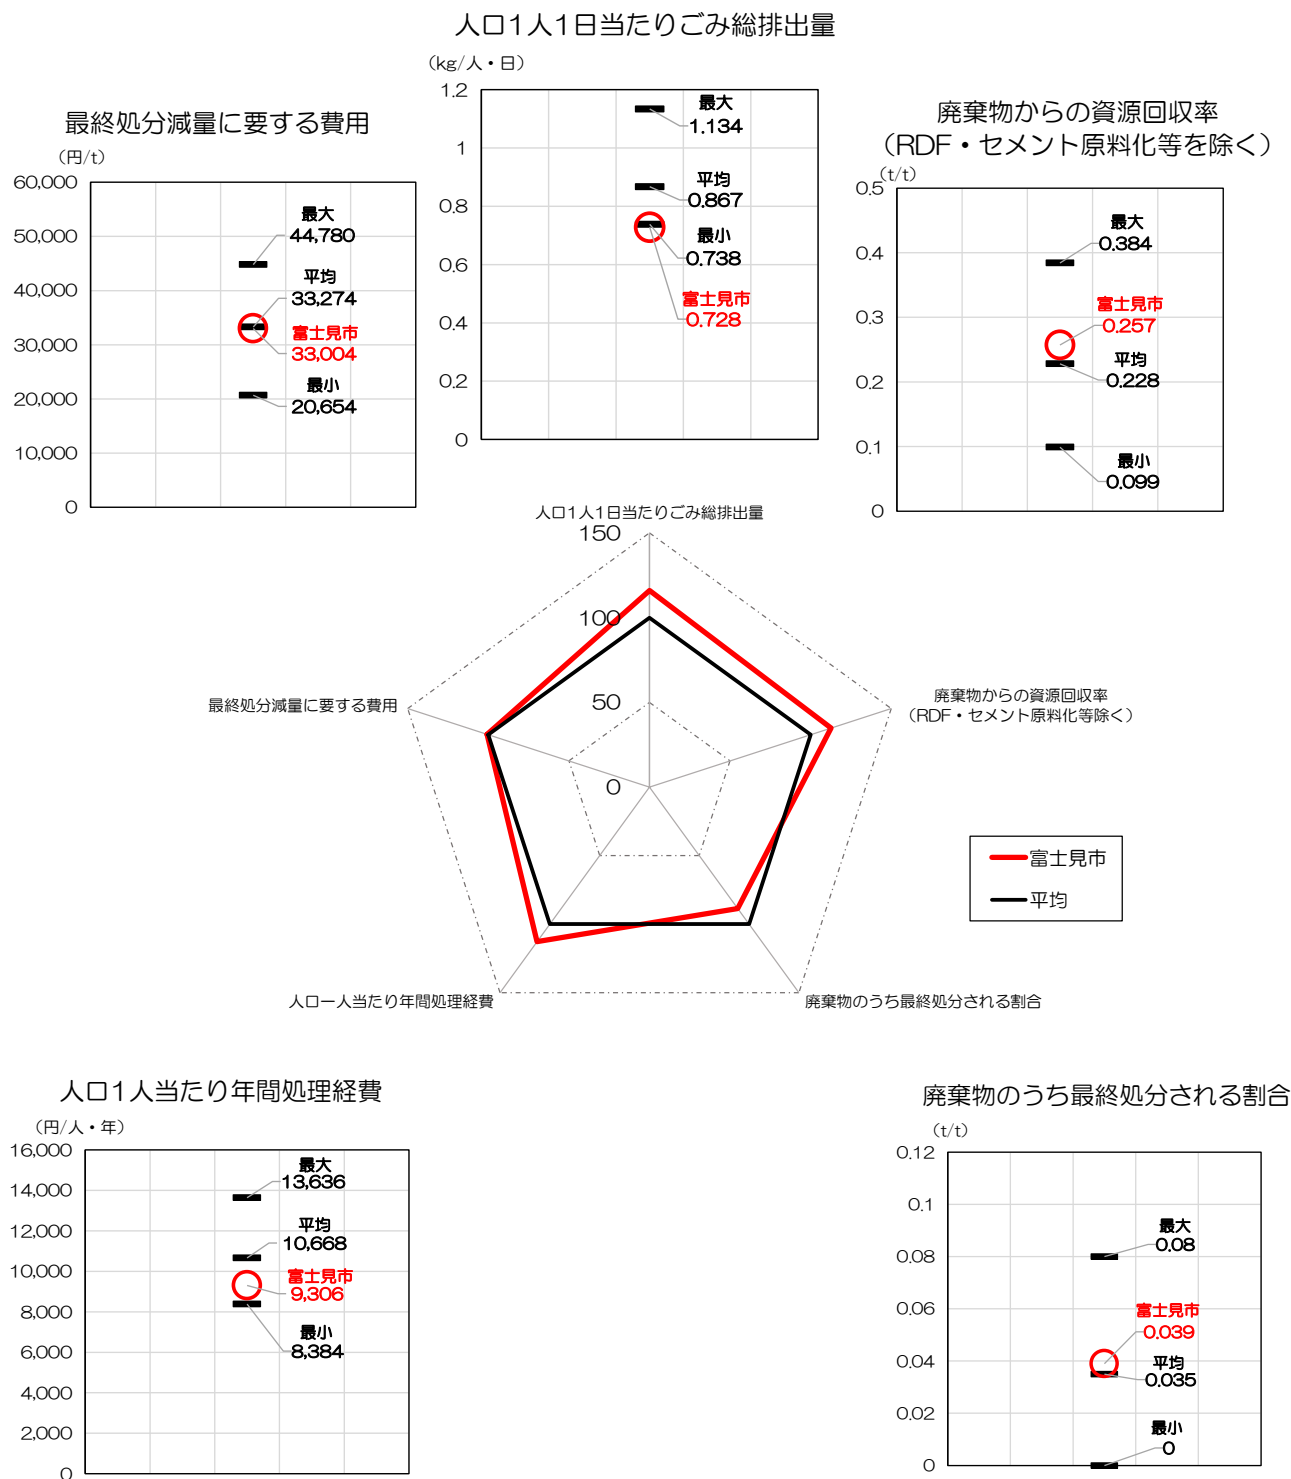 人口1人1日当たりごみ総排出量
（kg/人・日）
1.2
1
0.8
0.6
0.4
0.2
0
最大
1.134
平均
0.867
最小
0.738
富士見市
0.728
最終処分減量に要する費用
（円/t）
60,000
50,000
40,000
30,000
20,000
10,000
0
最大
44,780
平均
33,274
富士見市
33,004
最小
20,654
廃棄物からの資源回収率
（RDF・セメント原料化等を除く）
（t/t）
0.5
0.4
0.3
0.2
0.1
0
最大
0.384
富士見市
0.257
平均
0.228
最小
0.099
人口1人1日当たりごみ総排出量
150
100
50
0
最終処分減量に要する費用
廃棄物からの資源回収率
（RDF・セメント原料化等除く）
人口一人当たり年間処理経費
廃棄物のうち最終処分される割合
富士見市
平均
人口1人当たり年間処理経費
（円/人・年）
16,000
14,000
12,000
10,000
8,000
6,000
4,000
2,000
0
最大
13,636
平均
10,668
富士見市
9,306
最小
8,384
廃棄物のうち最終処分される割合
（t/t）
0.12
0.1
0.08
0.06
0.04
0.02
0
最大
0.08
富士見市
0.039
平均
0.035
最小
0